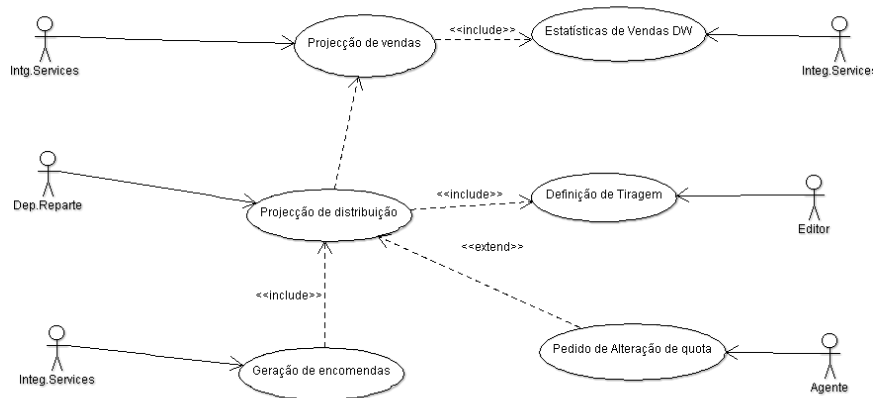 Projecção de vendas
<<include>>
Estatísticas de Vendas DW
Intg.Services
Integ.Services
Dep.Reparte
Projecção de distribuição
<<include>>
Definição de Tiragem
Editor
<<extend>>
<<include>>
Integ.Services
Geração de encomendas
Pedido de Alteração de quota
Agente